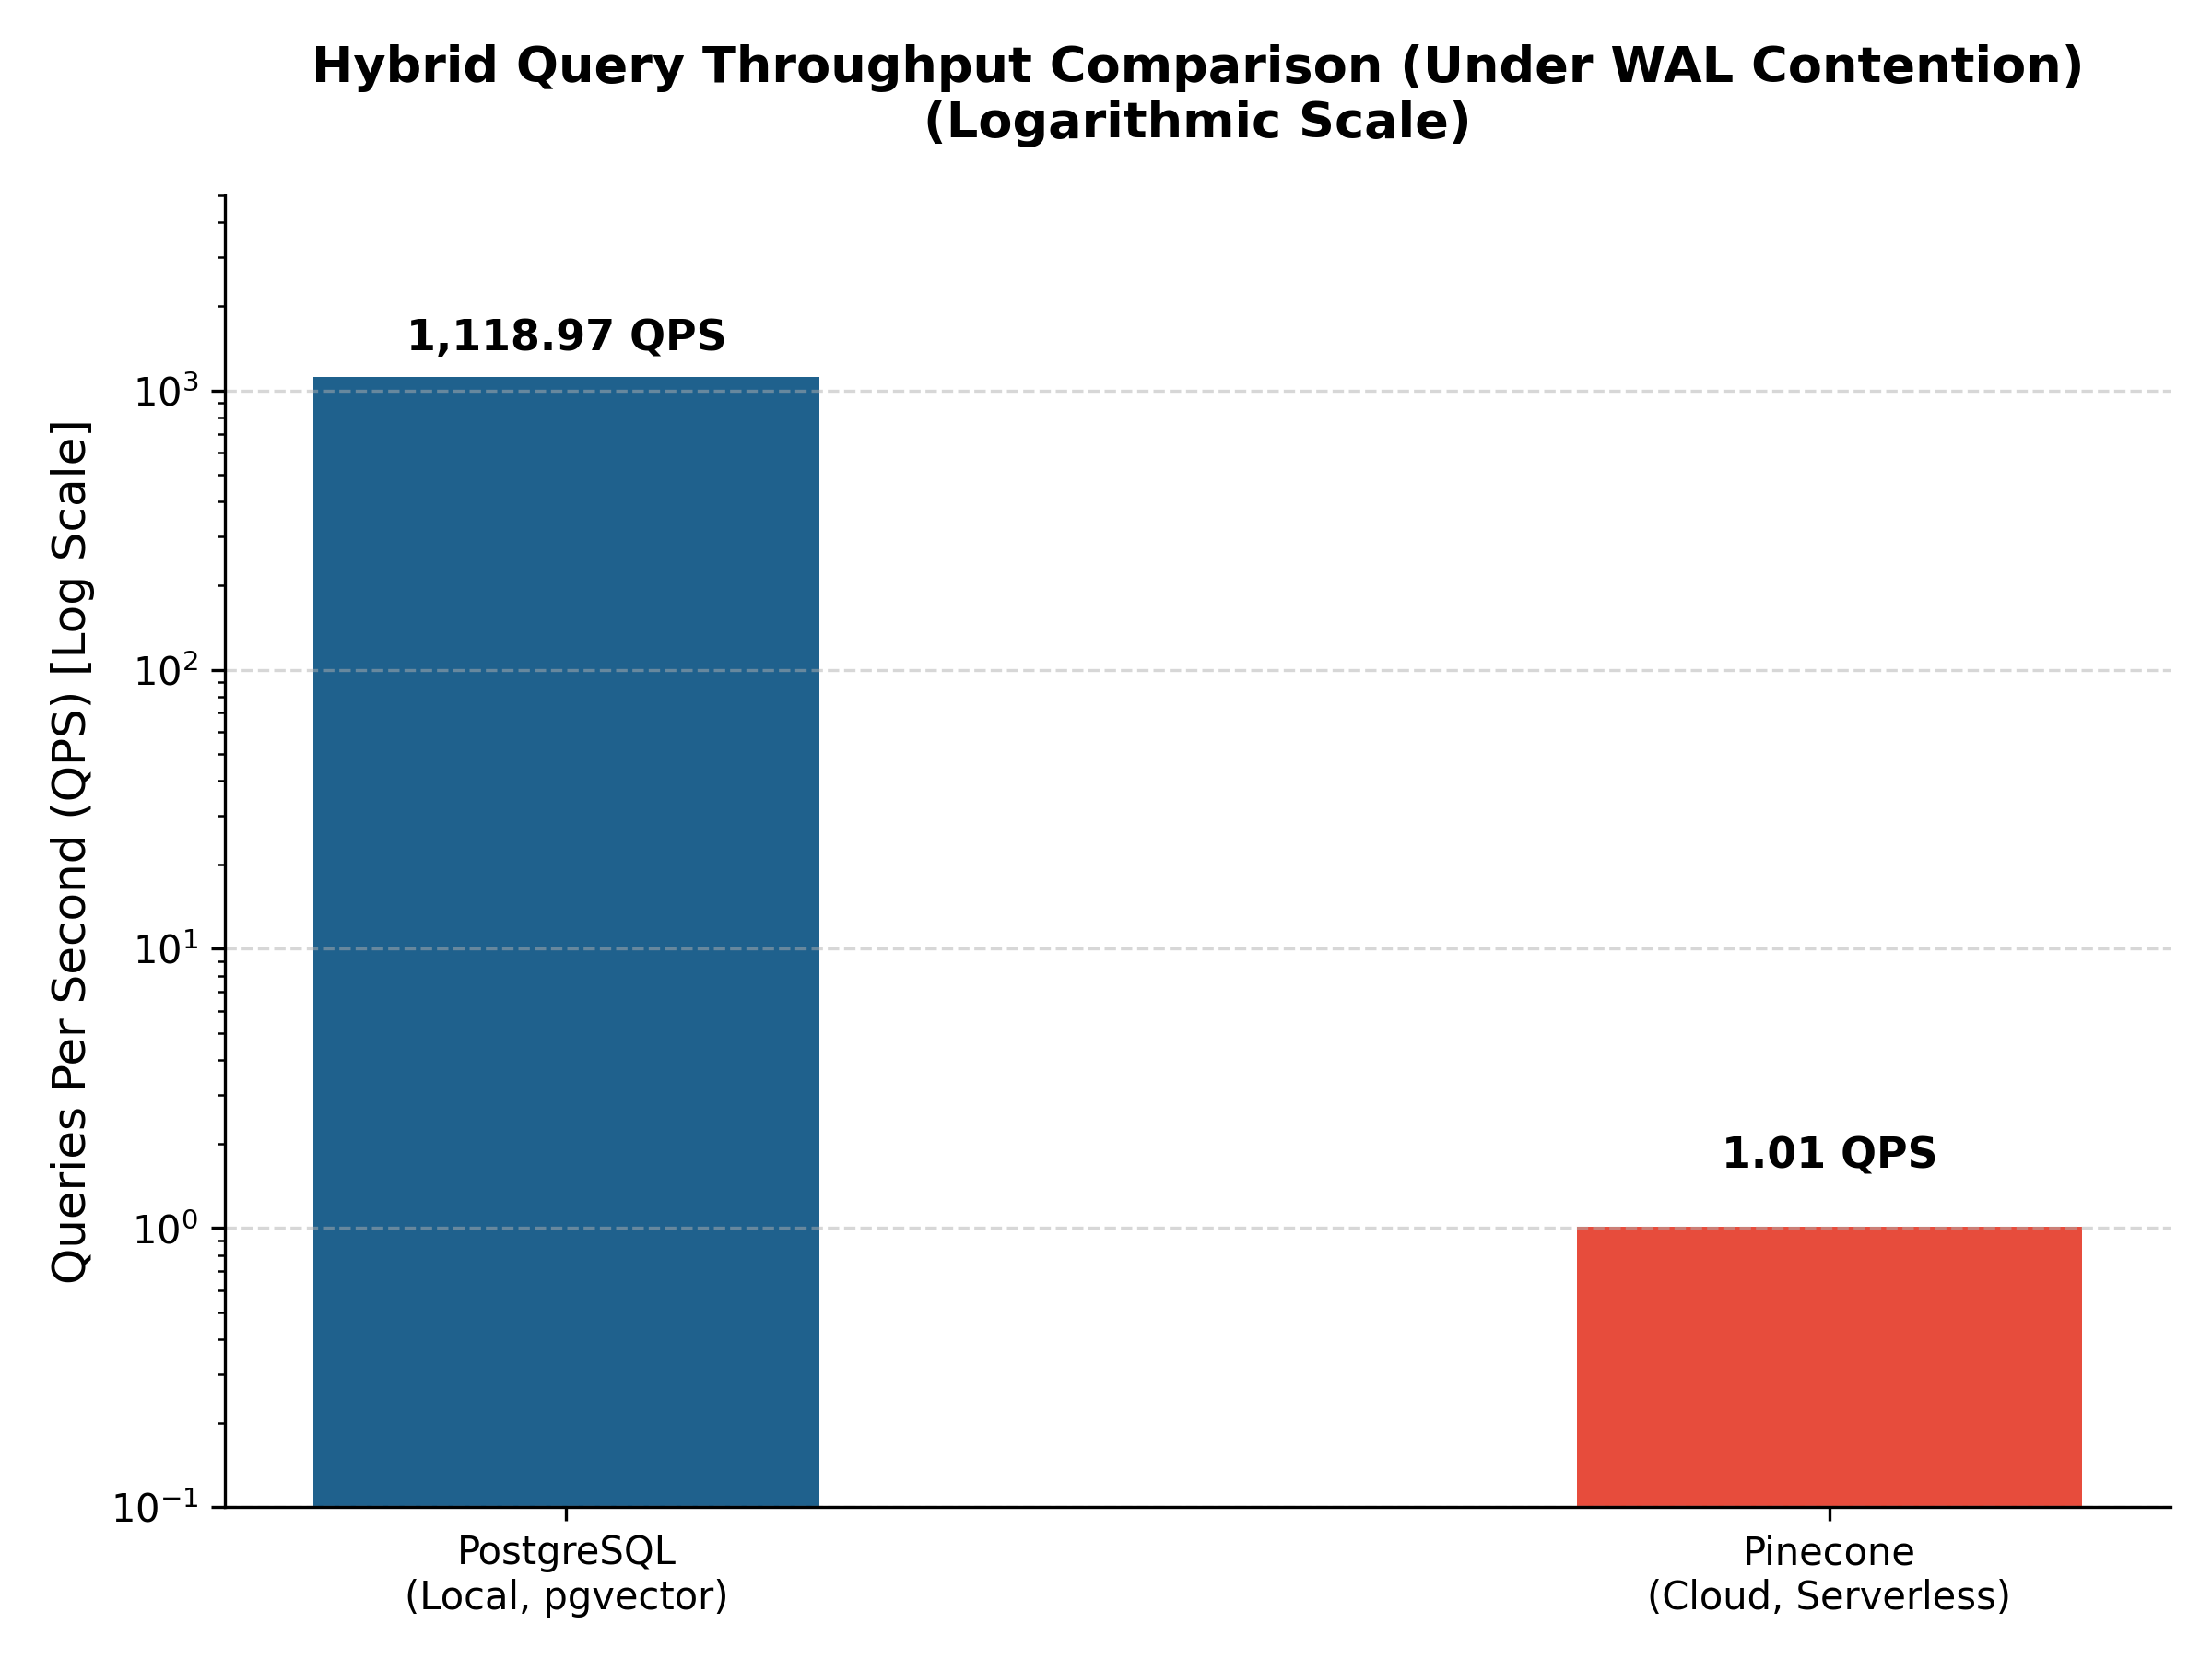 Hybrid Query Throughput Comparison (Under WAL Contention)
(Logarithmic Scale)
Queries Per Second (QPS) [Log Scale]
10³
10²
10¹
10⁰
10⁻¹
1,118.97 QPS
1.01 QPS
PostgreSQL
(Local, pgvector)
Pinecone
(Cloud, Serverless)